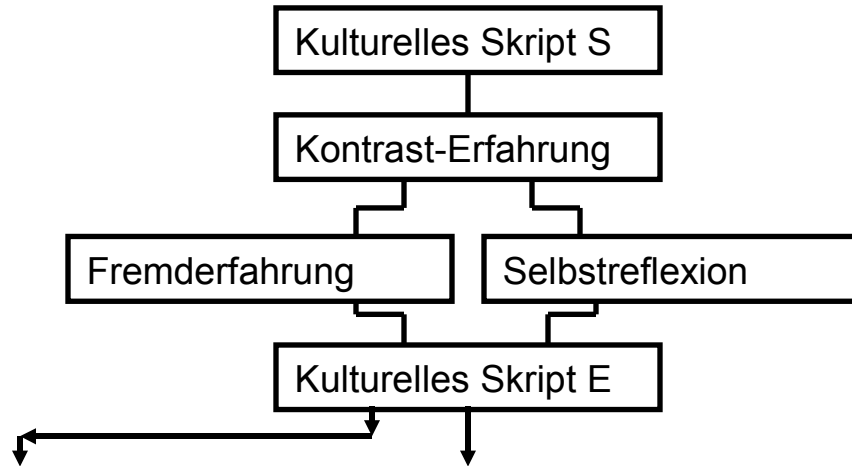 Kulturelles Skript S
Kontrast-Erfahrung
Fremderfahrung
Selbstreflexion
Kulturelles Skript E